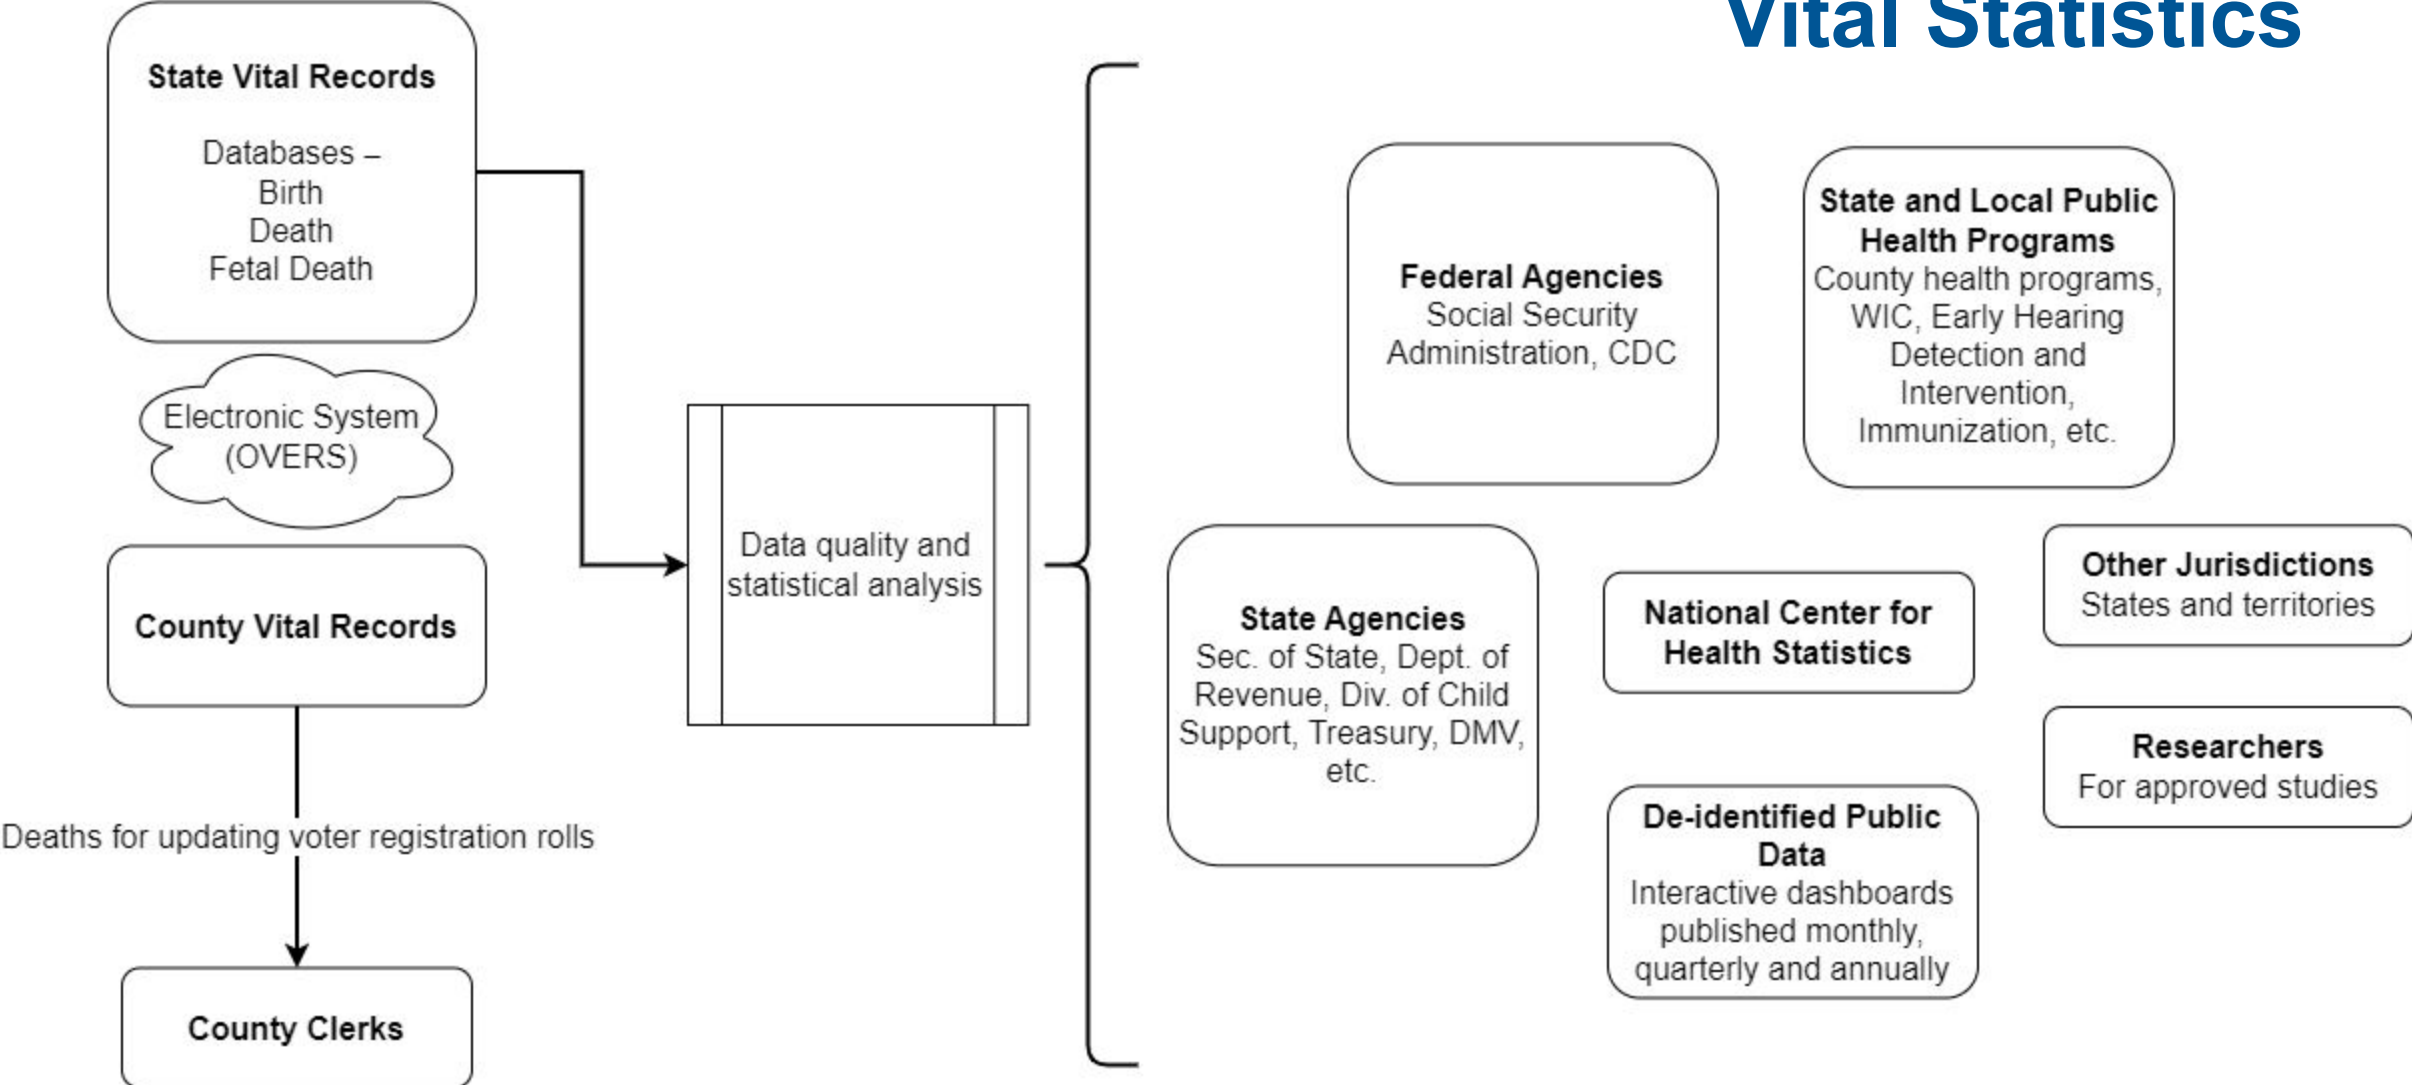 Vital Statistics
State Vital Records
Databases –
Birth
Death
Fetal Death
Electronic System
(OVERS)
County Vital Records
Deaths for updating voter registration rolls
County Clerks
Data quality and
statistical analysis
Federal Agencies
Social Security
Administration, CDC
State and Local Public
Health Programs
County health programs,
WIC, Early Hearing
Detection and
Intervention,
Immunization, etc.
State Agencies
Sec. of State, Dept. of
Revenue, Div. of Child
Support, Treasury, DMV,
etc.
National Center for
Health Statistics
Other Jurisdictions
States and territories
Researchers
For approved studies
De-identified Public
Data
Interactive dashboards
published monthly,
quarterly and annually